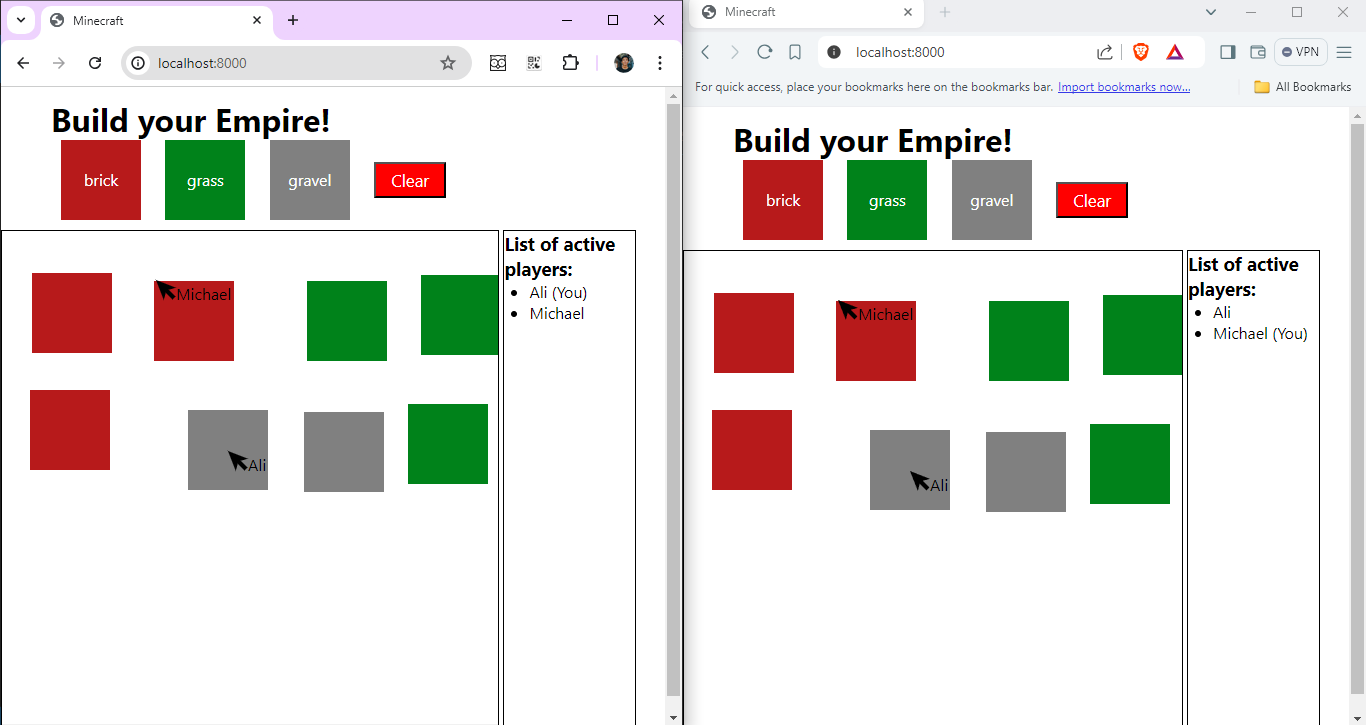 Minecraft
localhost:8000
Build your Empire!
brick
grass
gravel
Clear
Michael
Ali
List of active
players:
Ali (You)
Michael
Minecraft
localhost:8000
VPN
For quick access, place your bookmarks here on the bookmarks bar. Import bookmarks now...
All Bookmarks
Build your Empire!
brick
grass
gravel
Clear
Michael
Ali
List of active
players:
Ali
Michael (You)